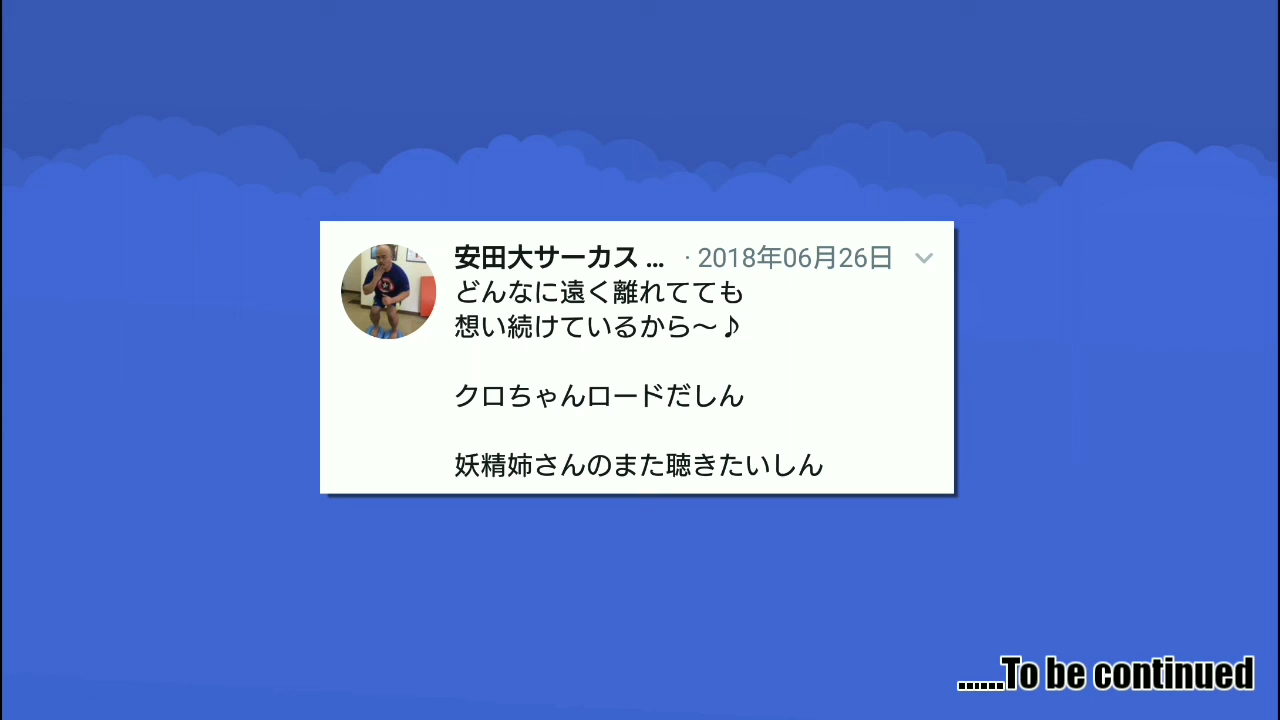 安田大サーカス ... · 2018年06月26日
どんなに遠く離れてても
想い続けているから〜♪
クロちゃんロードだしん
妖精姉さんのまた聴きたいしん
......To be continued